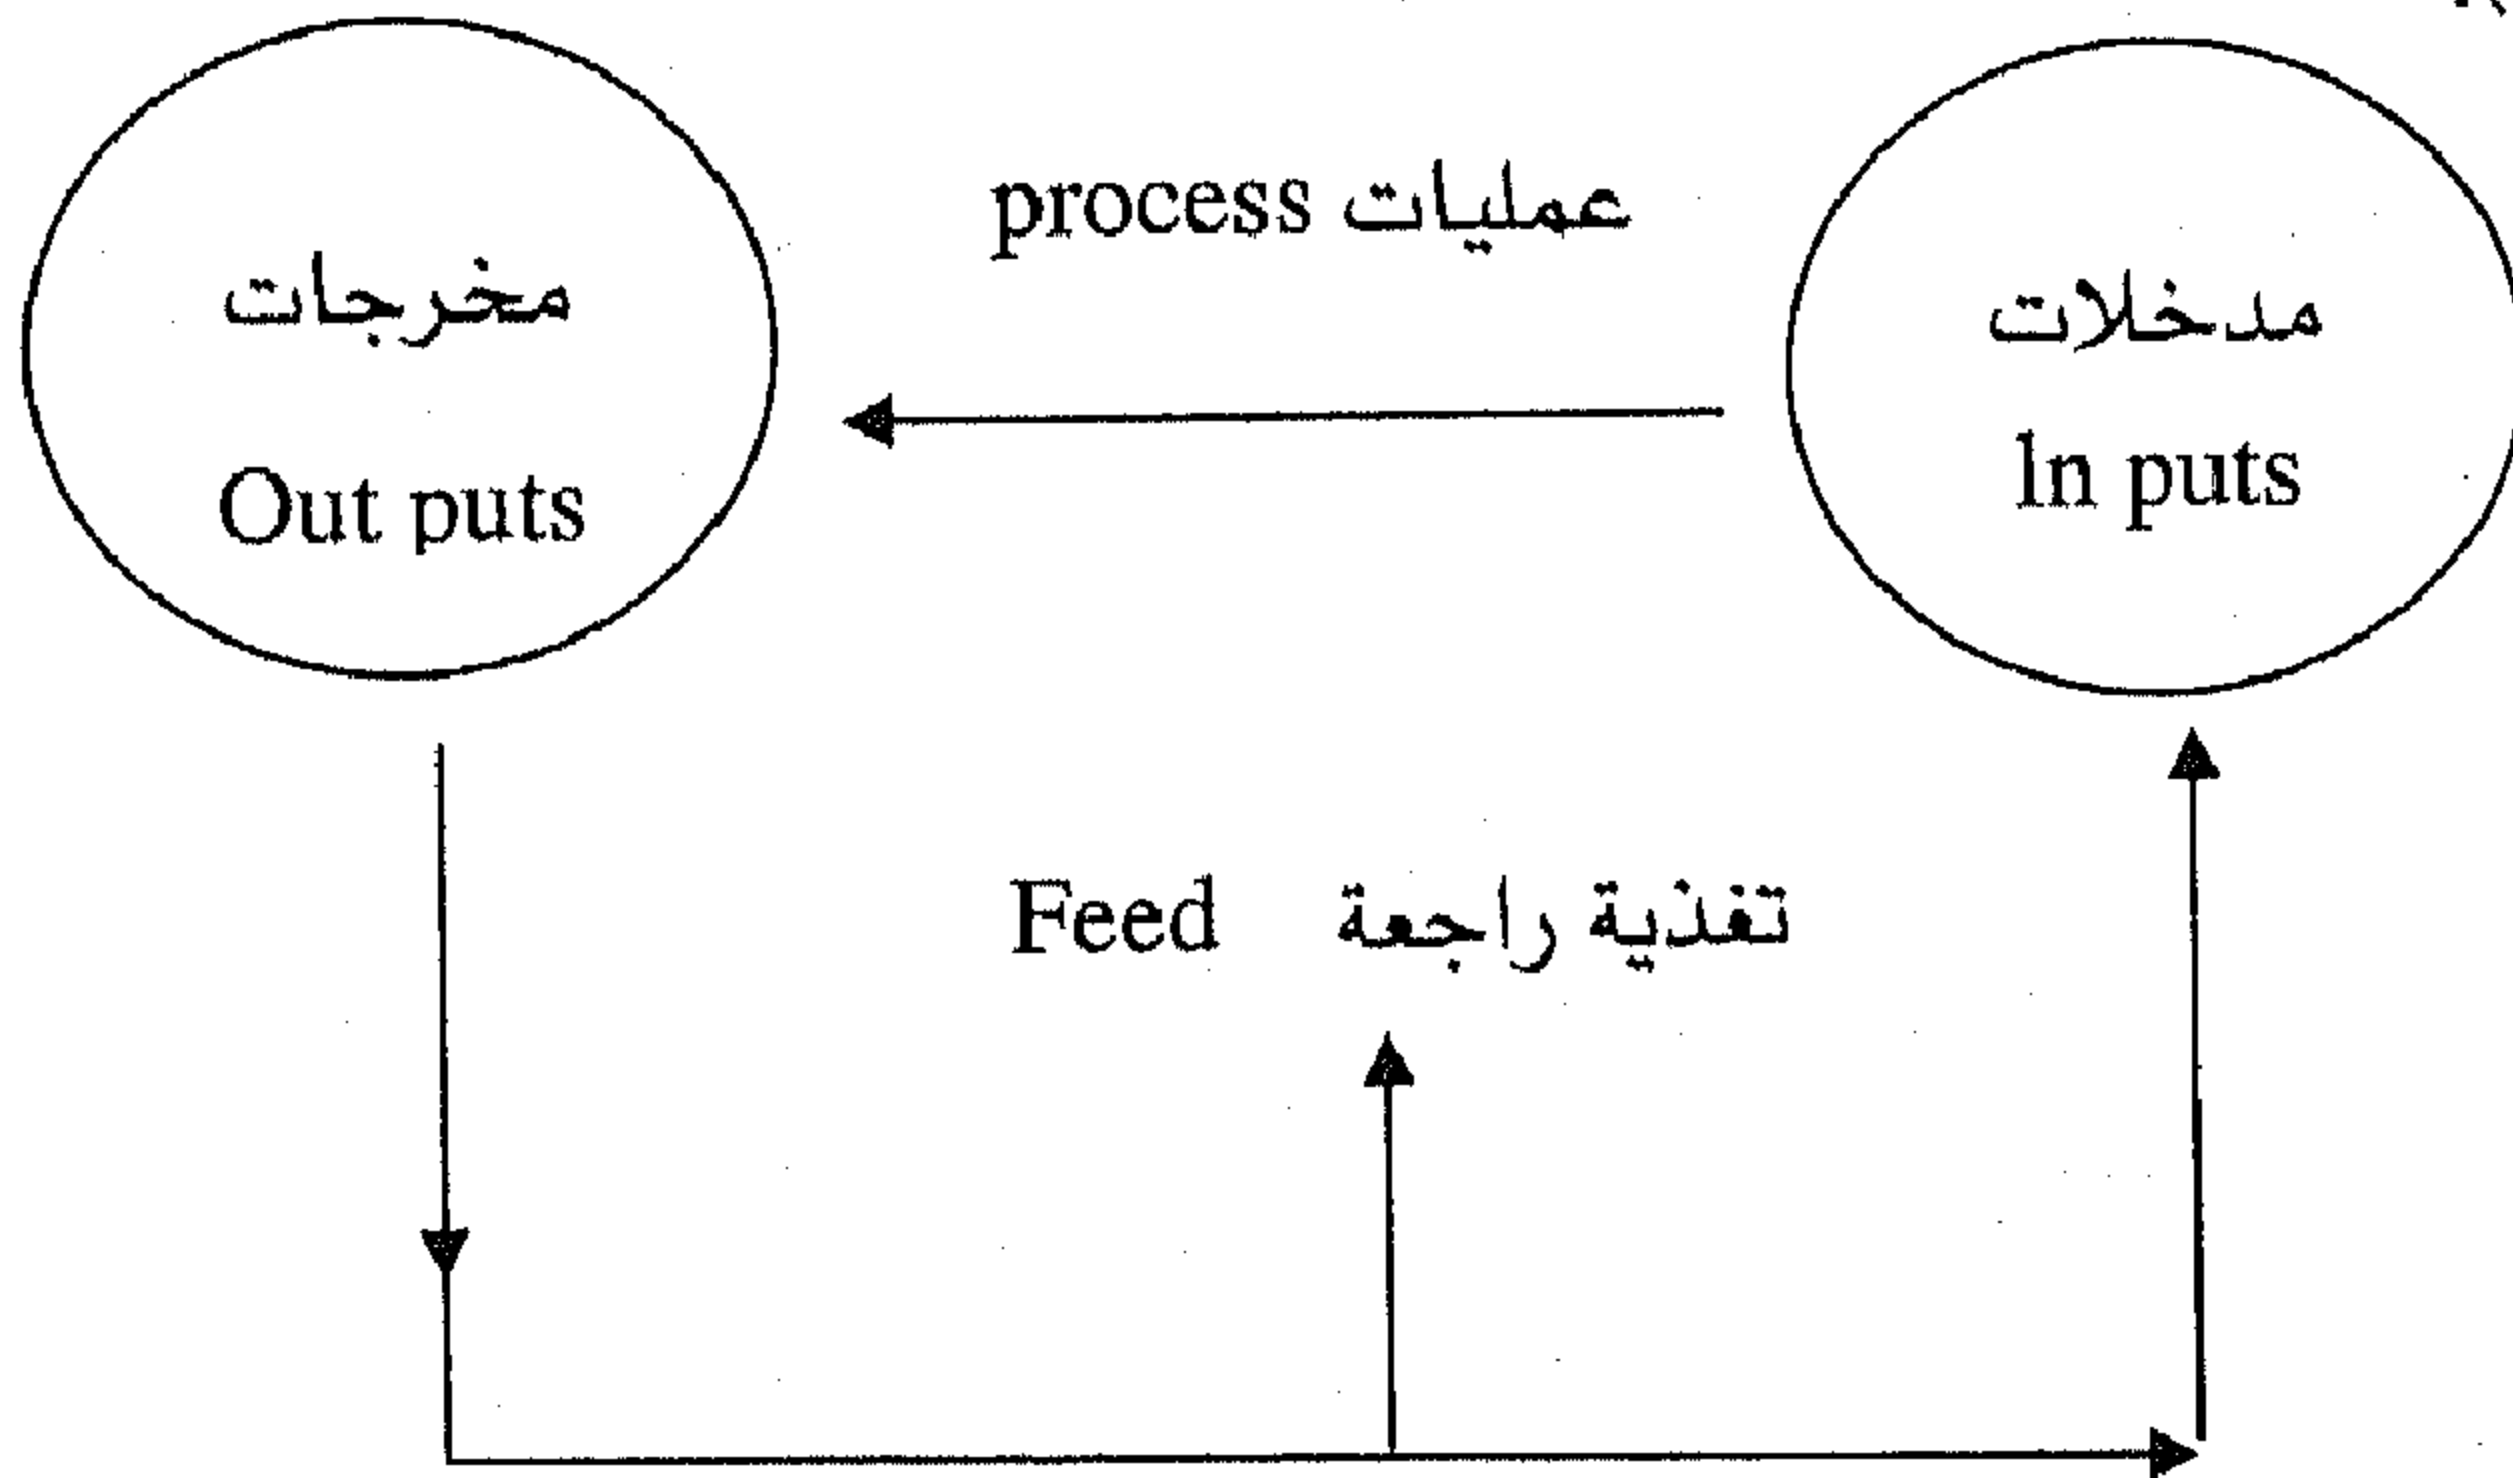 عمليات process
مدخلات
In puts
مخرجات
Out puts
تغذية راجعة Feed